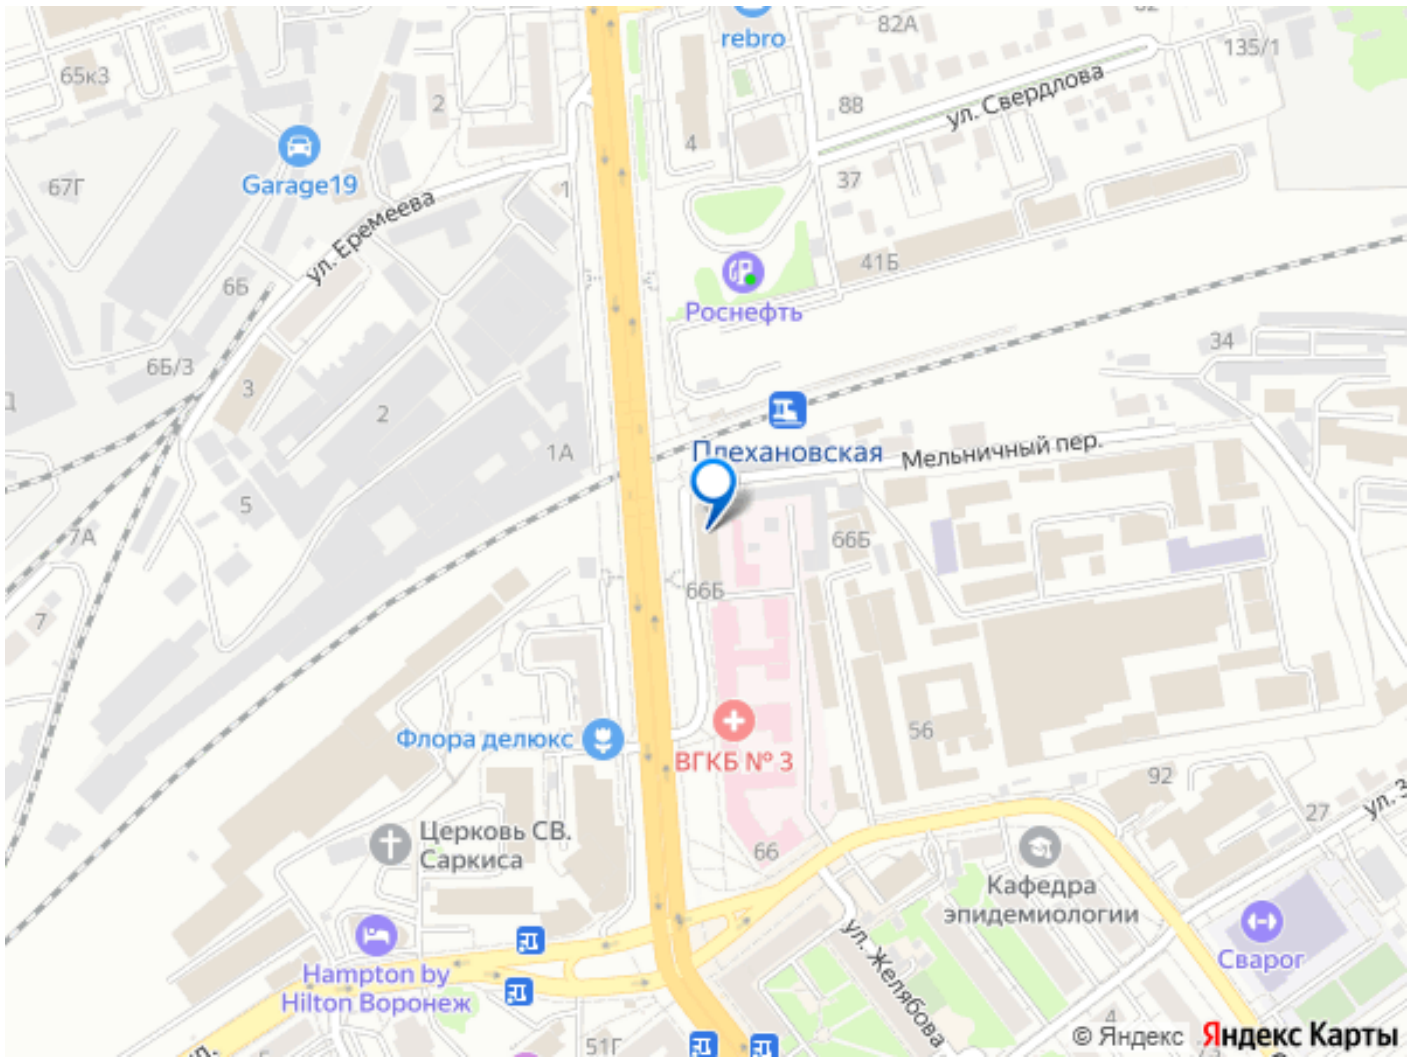 rebro
82А
135/1
65к3
2
88
ул. Свердлова
4
Garage19
67Г
1
37
ул. Еремеева
41Б
6Б
Роснефть
34
6Б/3
3
2
Плехановская
Мельничный пер.
1А
5
7А
66Б
66Б
7
56
Флора делюкс
ВГКБ № 3
92
27
ул. З
Церковь СВ.
Саркиса
66
Кафедра
эпидемиологии
ул. Желябова
Сварог
Hampton by
Hilton Воронеж
4
51Г
ул.
© Яндекс
Яндекс Карты